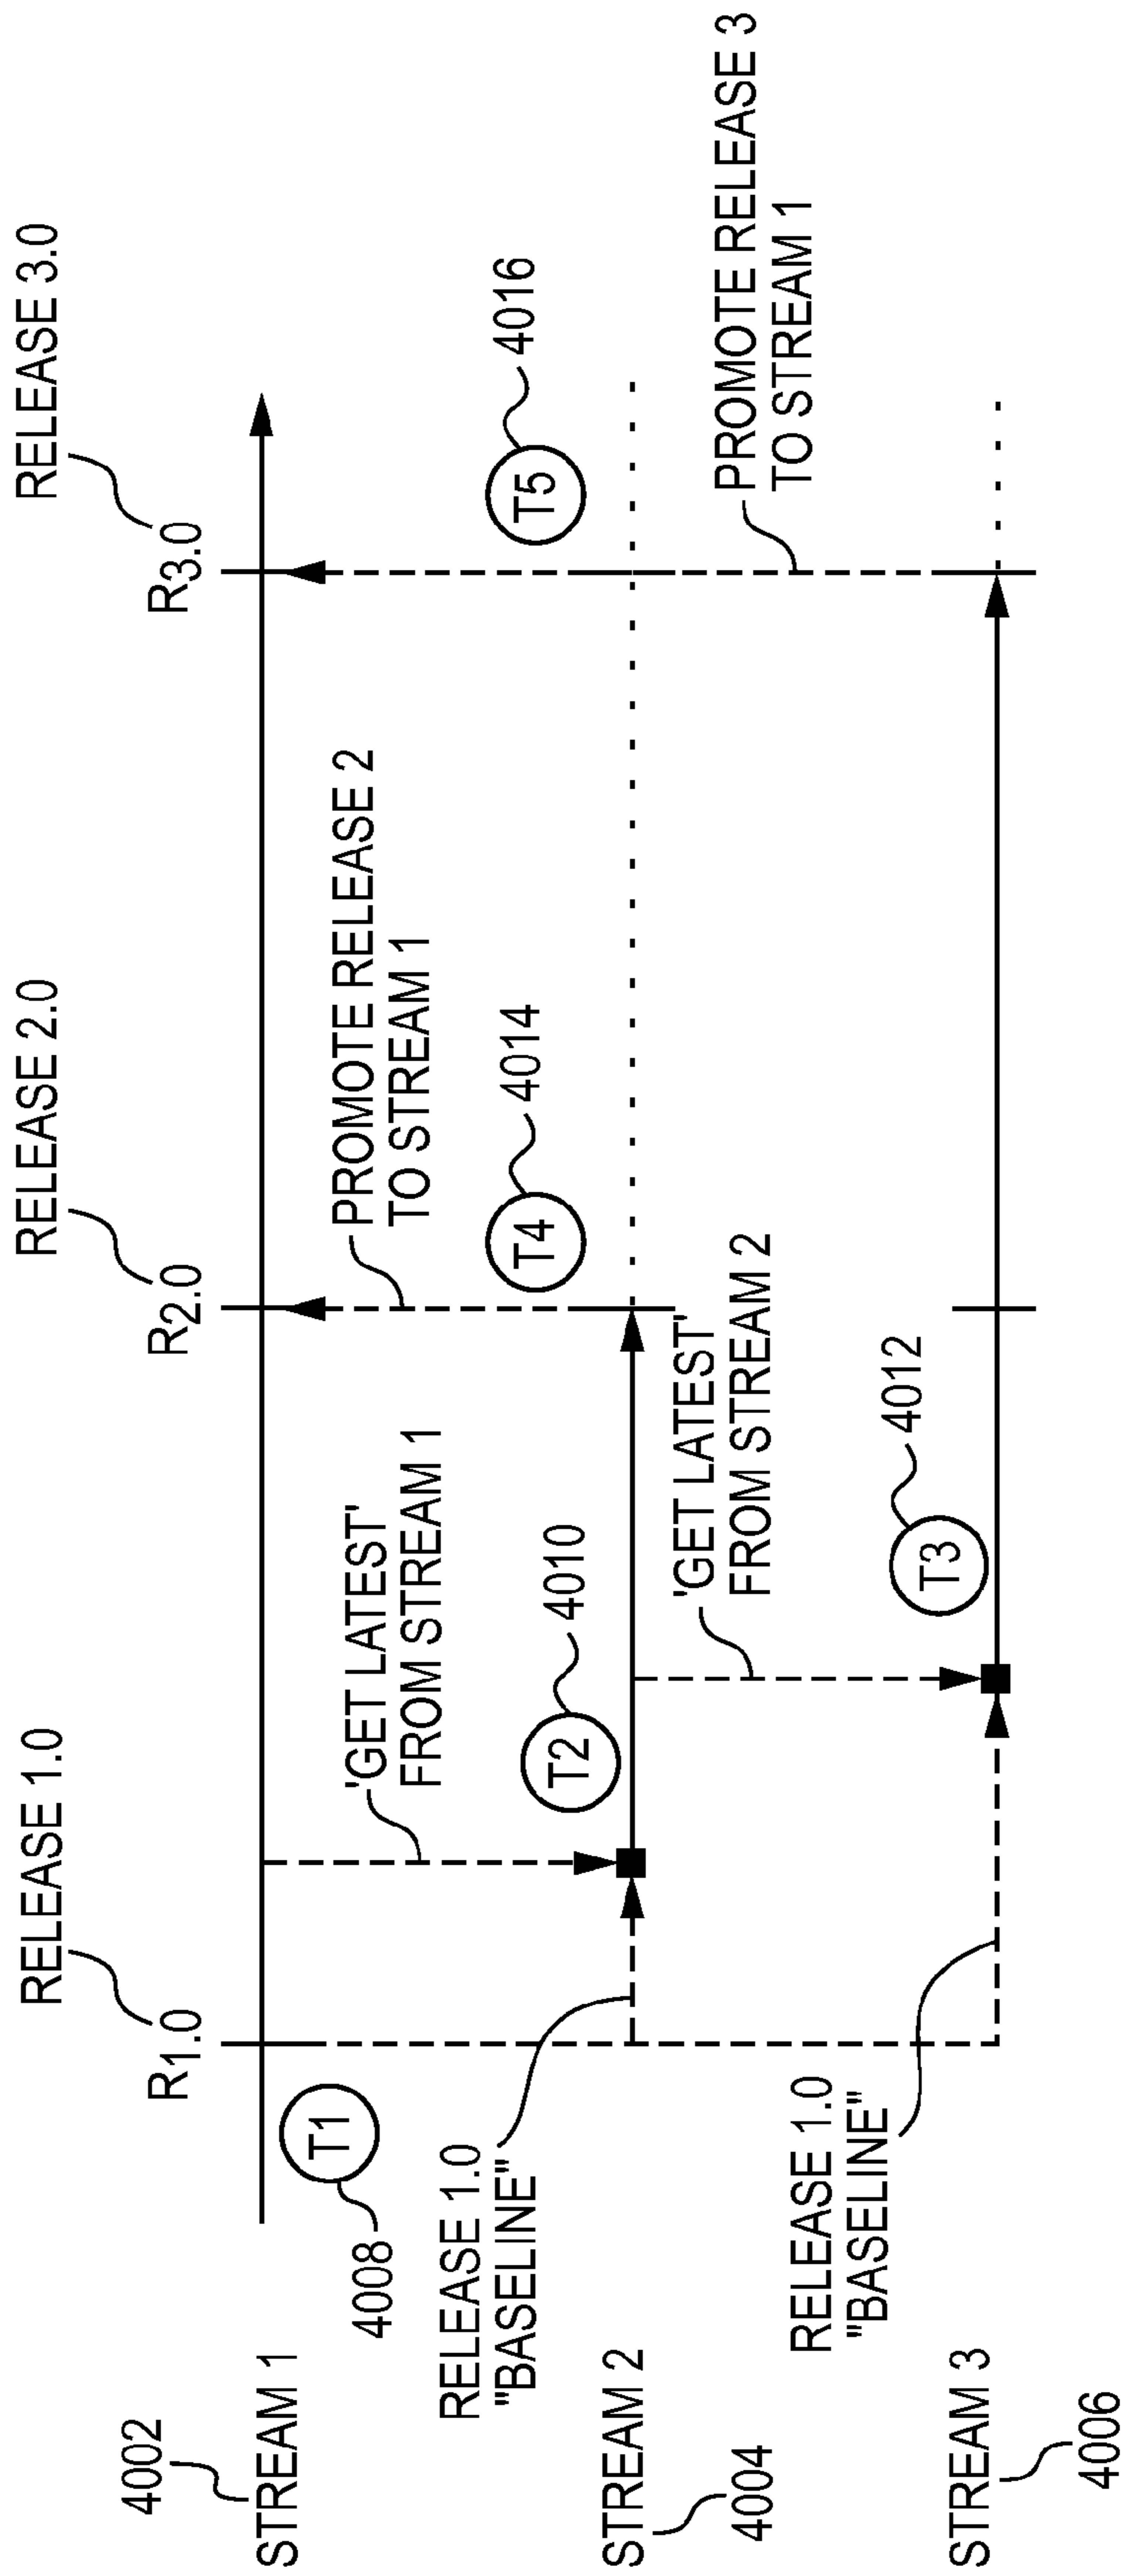 RELEASE 1.0
RELEASE 2.0
RELEASE 3.0
R1.0
R2.0
R3.0
4002
STREAM 1
T1
4008
'GET LATEST'
FROM STREAM 1
PROMOTE RELEASE 2
TO STREAM 1
RELEASE 1.0
"BASELINE"
T2
4010
T4
4014
T5
4016
STREAM 2
4004
'GET LATEST'
FROM STREAM 2
PROMOTE RELEASE 3
TO STREAM 1
RELEASE 1.0
"BASELINE"
T3
4012
STREAM 3
4006